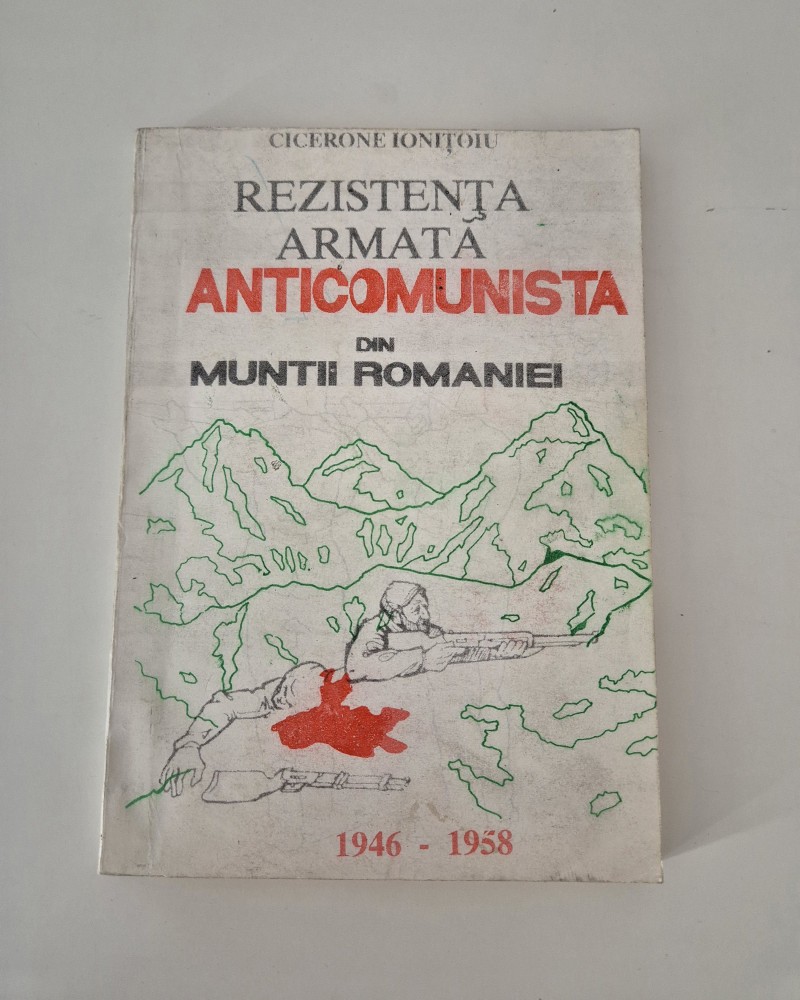 CICERONE IONIȚOIU
REZISTENȚA
ARMATĂ
ANTICOMUNISTA
DIN
MUNTII ROMANIEI
1946 - 1958